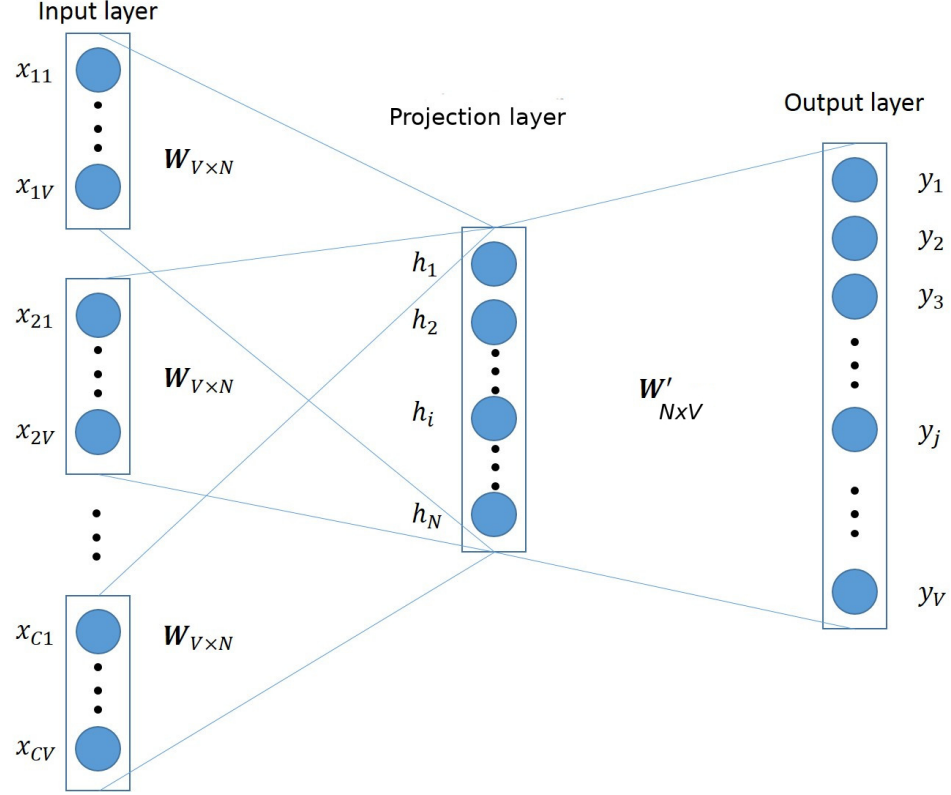 Input layer
x11
x1V
WV×N
x21
x2V
WV×N
xC1
xCV
WV×N
Projection layer
h1
h2
hi
hN
W′
NxV
Output layer
y1
y2
y3
yj
yV